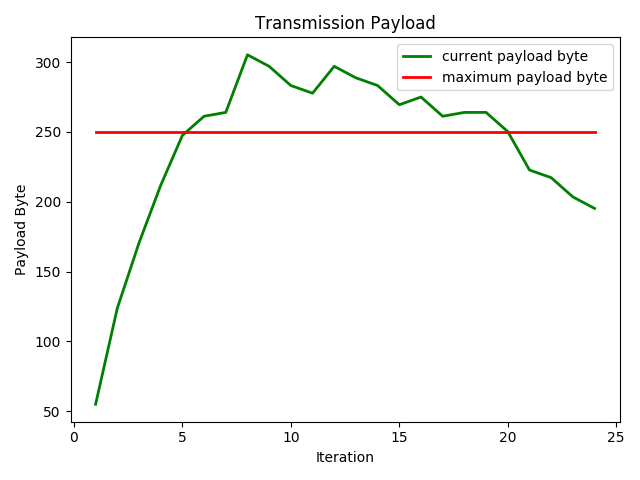 Transmission Payload
current payload byte
maximum payload byte
Payload Byte
300
250
200
150
100
50
0 5 10 15 20 25
Iteration